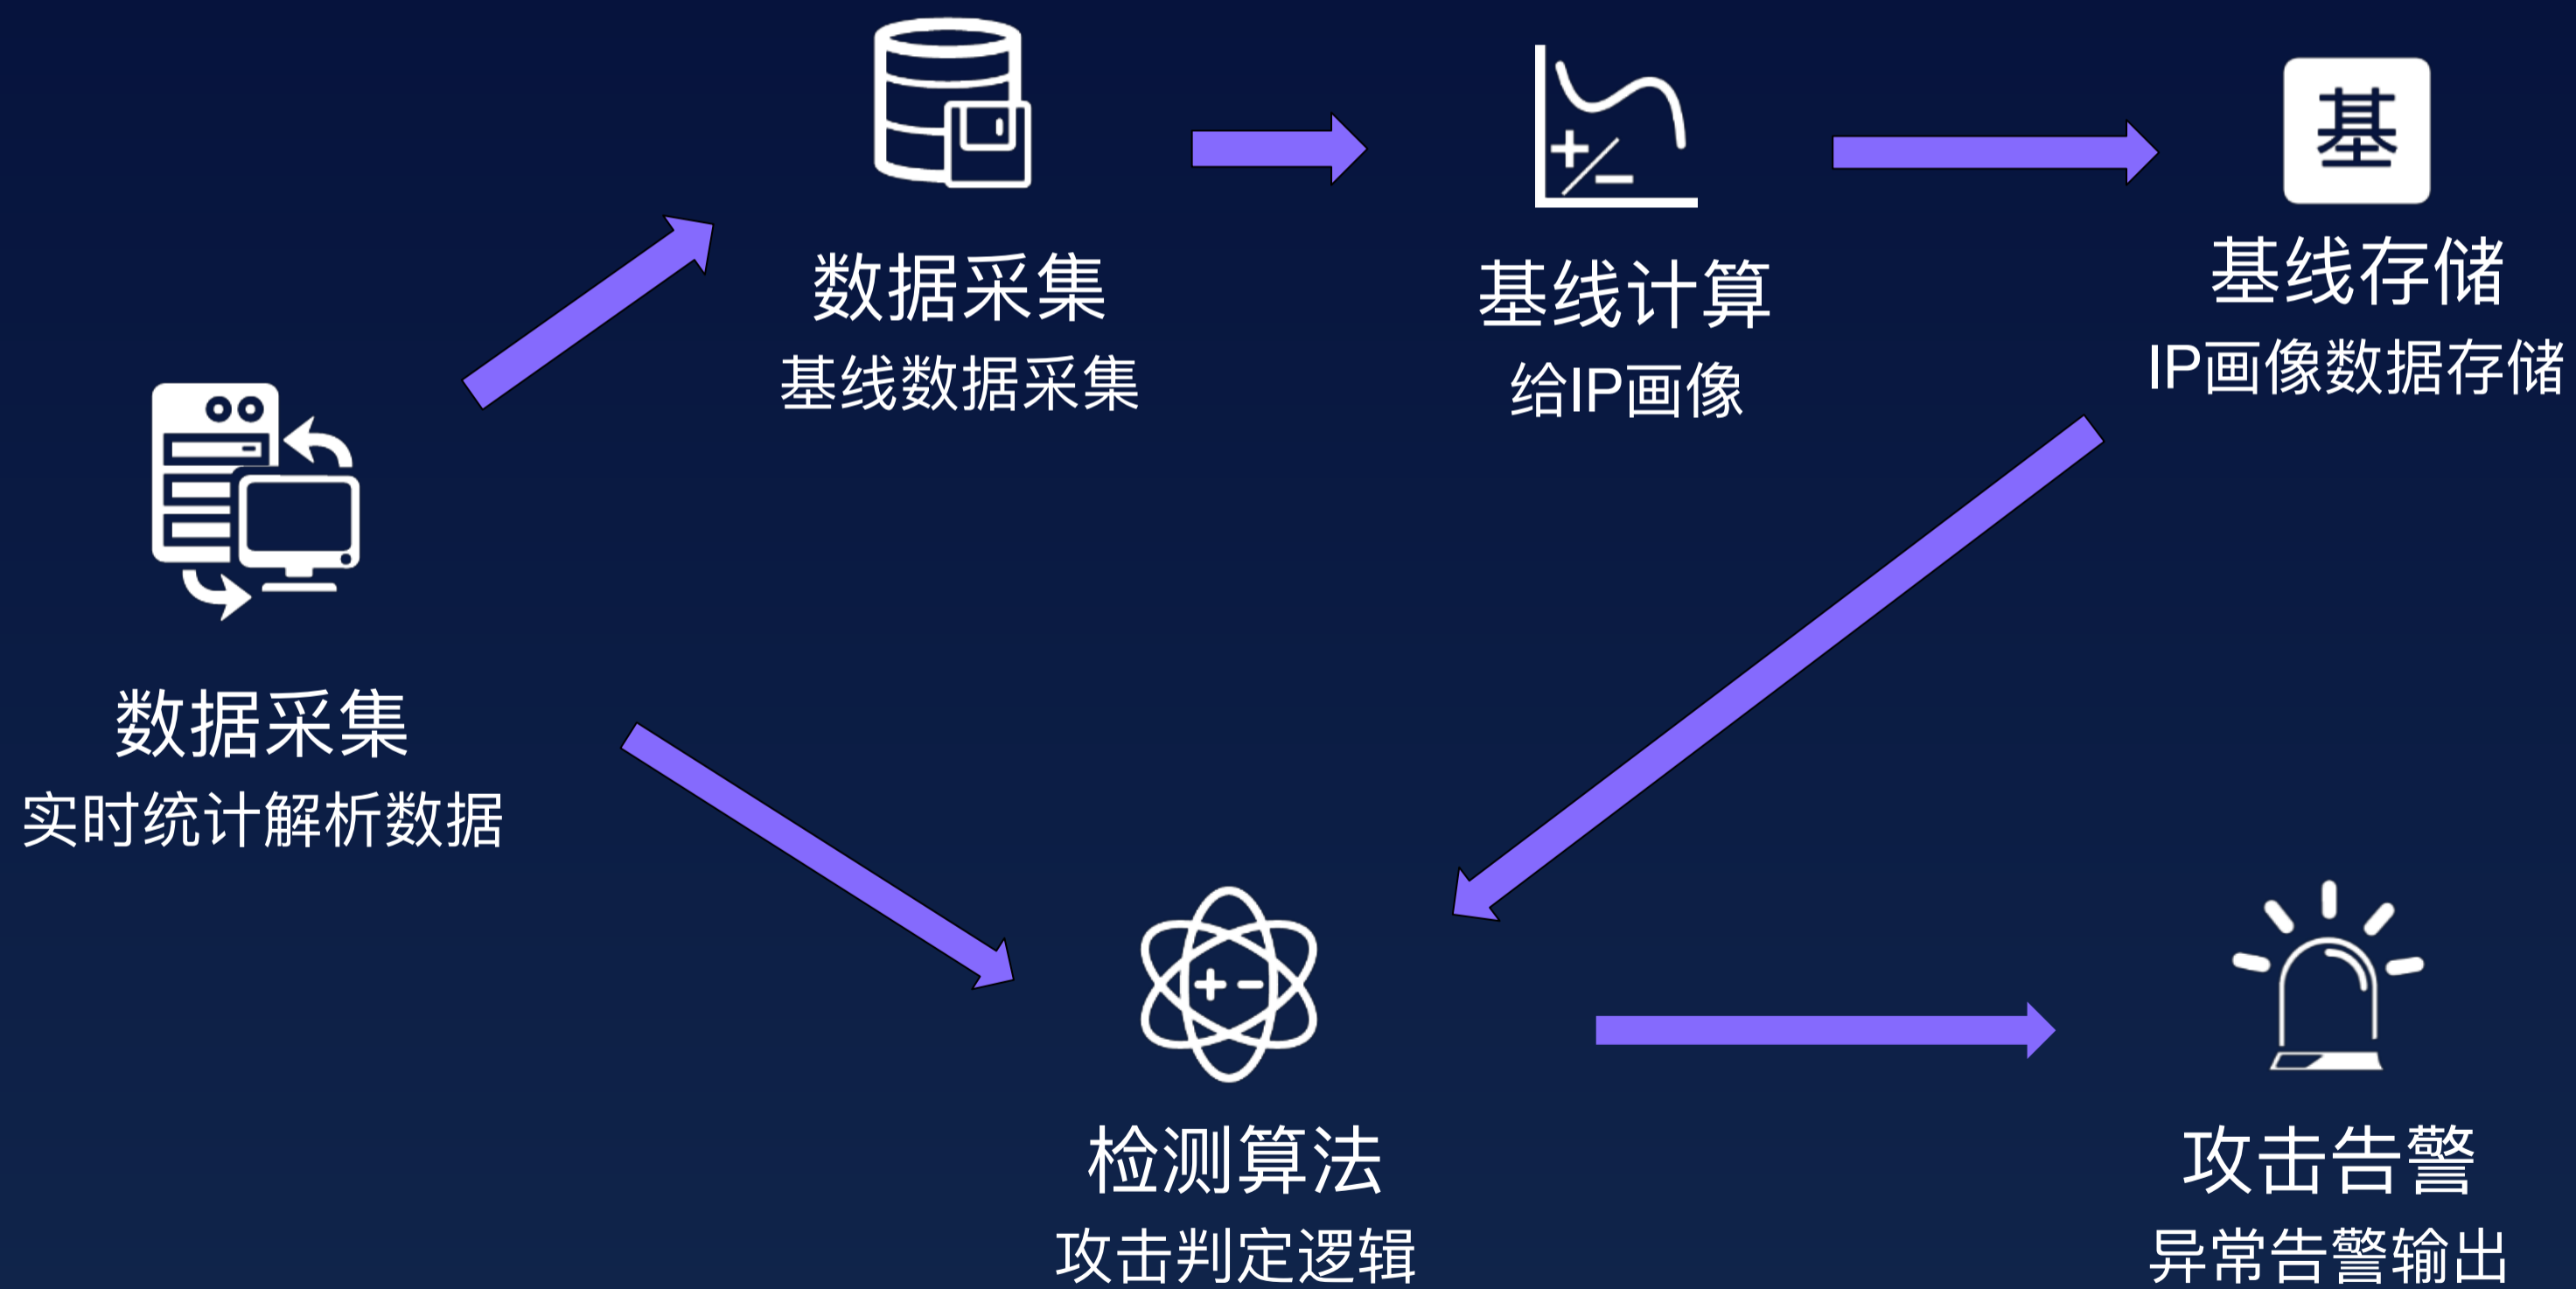 数据采集
基线数据采集
基线计算
给IP画像
基
基线存储
IP画像数据存储
数据采集
实时统计解析数据
检测算法
攻击判定逻辑
攻击告警
异常告警输出